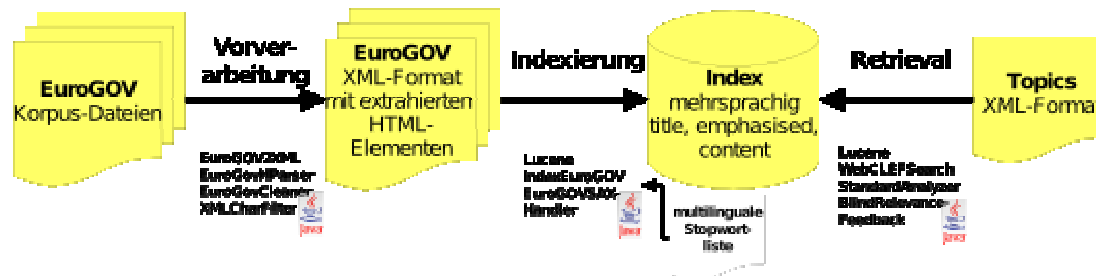 EuroGOV
Korpus-Dateien
Vorver-
arbeitung
EuroGOV2XML
EuroGovHParser
EuroGovCleaner
XMLCharFilter
Java
EuroGOV
XML-Format
mit extrahierten
HTML-
Elementen
Indexierung
Lucene
IndexEuroGOV
EuroGOVSAX-
Handler
Java
Index
mehrsprachig
title, emphasised,
content
multilinguale
Stopwort-
liste
Retrieval
Lucene
WebCLEFSearch
StandardAnalyzer
BlindRelevance-
Feedback
Java
Topics
XML-Forma